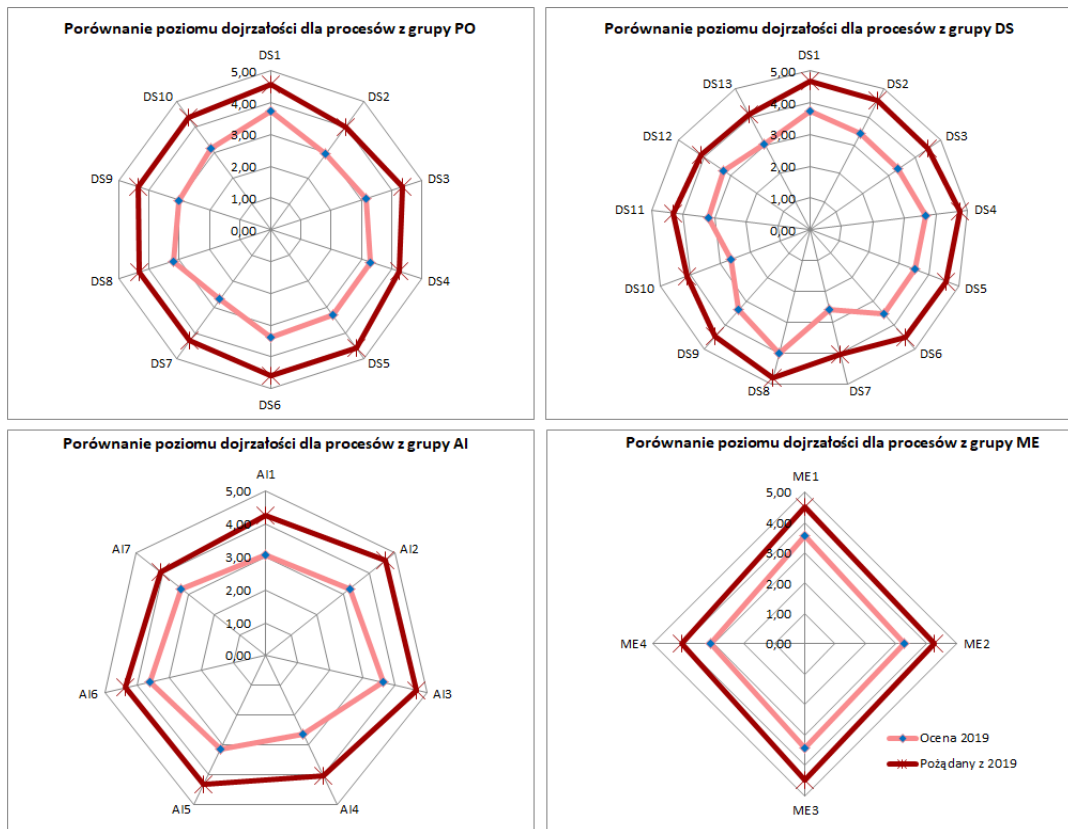 Porównanie poziomu dojrzałości dla procesów z grupy PO
DS1
DS2
DS3
DS4
DS5
DS6
DS7
DS8
DS9
DS10
5,00
4,00
3,00
2,00
1,00
0,00
Porównanie poziomu dojrzałości dla procesów z grupy DS
DS1
DS2
DS3
DS4
DS5
DS6
DS7
DS8
DS9
DS10
DS11
DS12
DS13
5,00
4,00
3,00
2,00
1,00
0,00
Porównanie poziomu dojrzałości dla procesów z grupy AI
AI1
AI2
AI3
AI4
AI5
AI6
AI7
5,00
4,00
3,00
2,00
1,00
0,00
Porównanie poziomu dojrzałości dla procesów z grupy ME
ME1
ME2
ME3
ME4
5,00
4,00
3,00
2,00
1,00
0,00
Ocena 2019
Pożądany z 2019